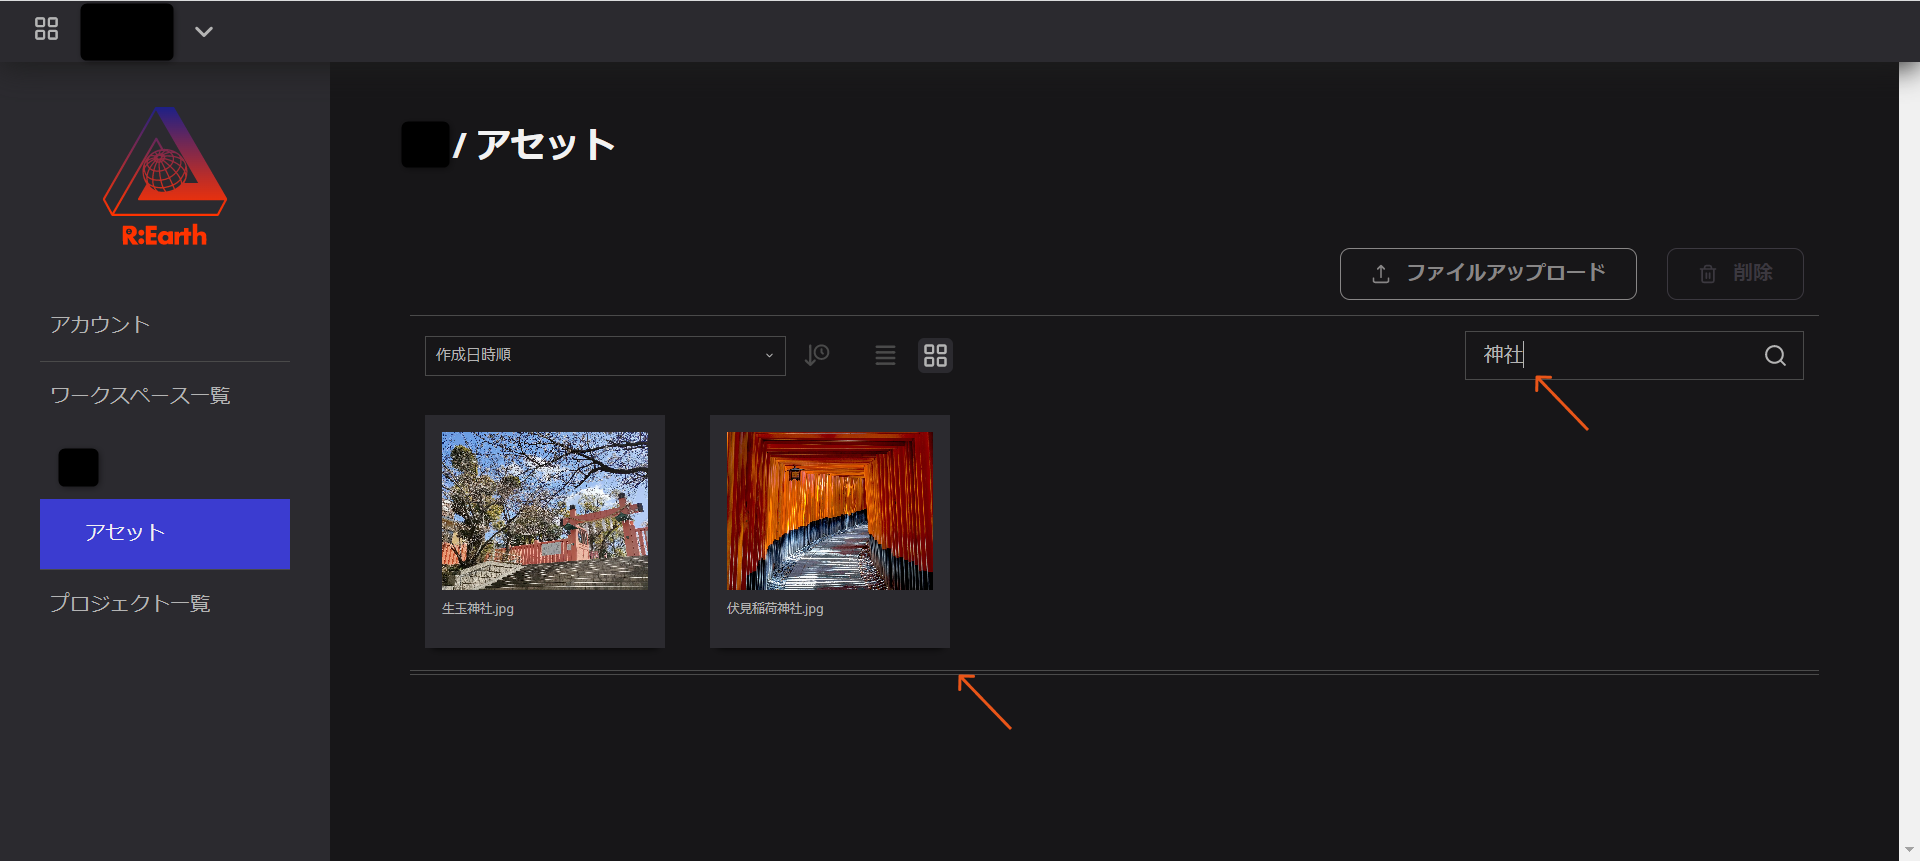 / アセット
R:Earth
ファイルアップロード
削除
アカウント
作成日時順
神社
ワークスペース一覧
アセット
プロジェクト一覧
生玉神社.jpg
伏見稲荷神社.jpg